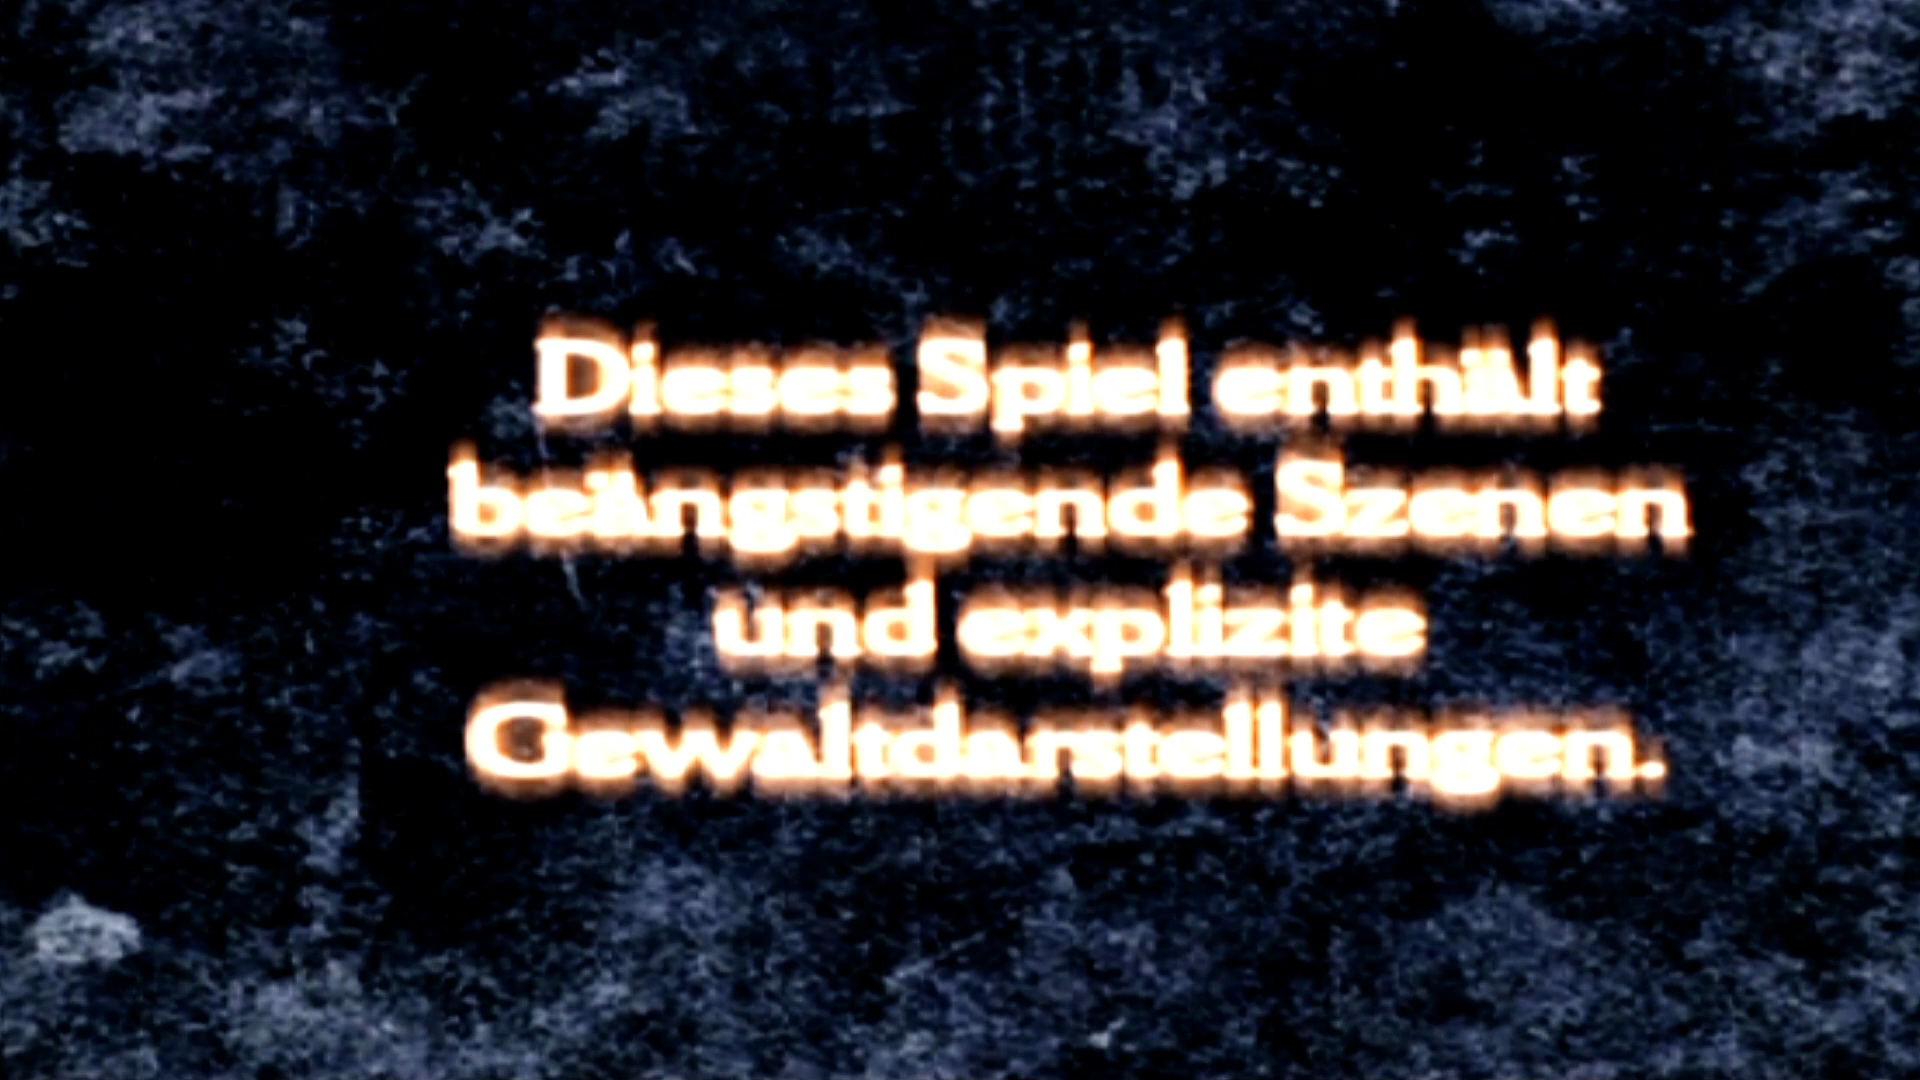 Dieses Spiel enthält
beängstigende Szenen
und explizite
Gewaltdarstellungen.